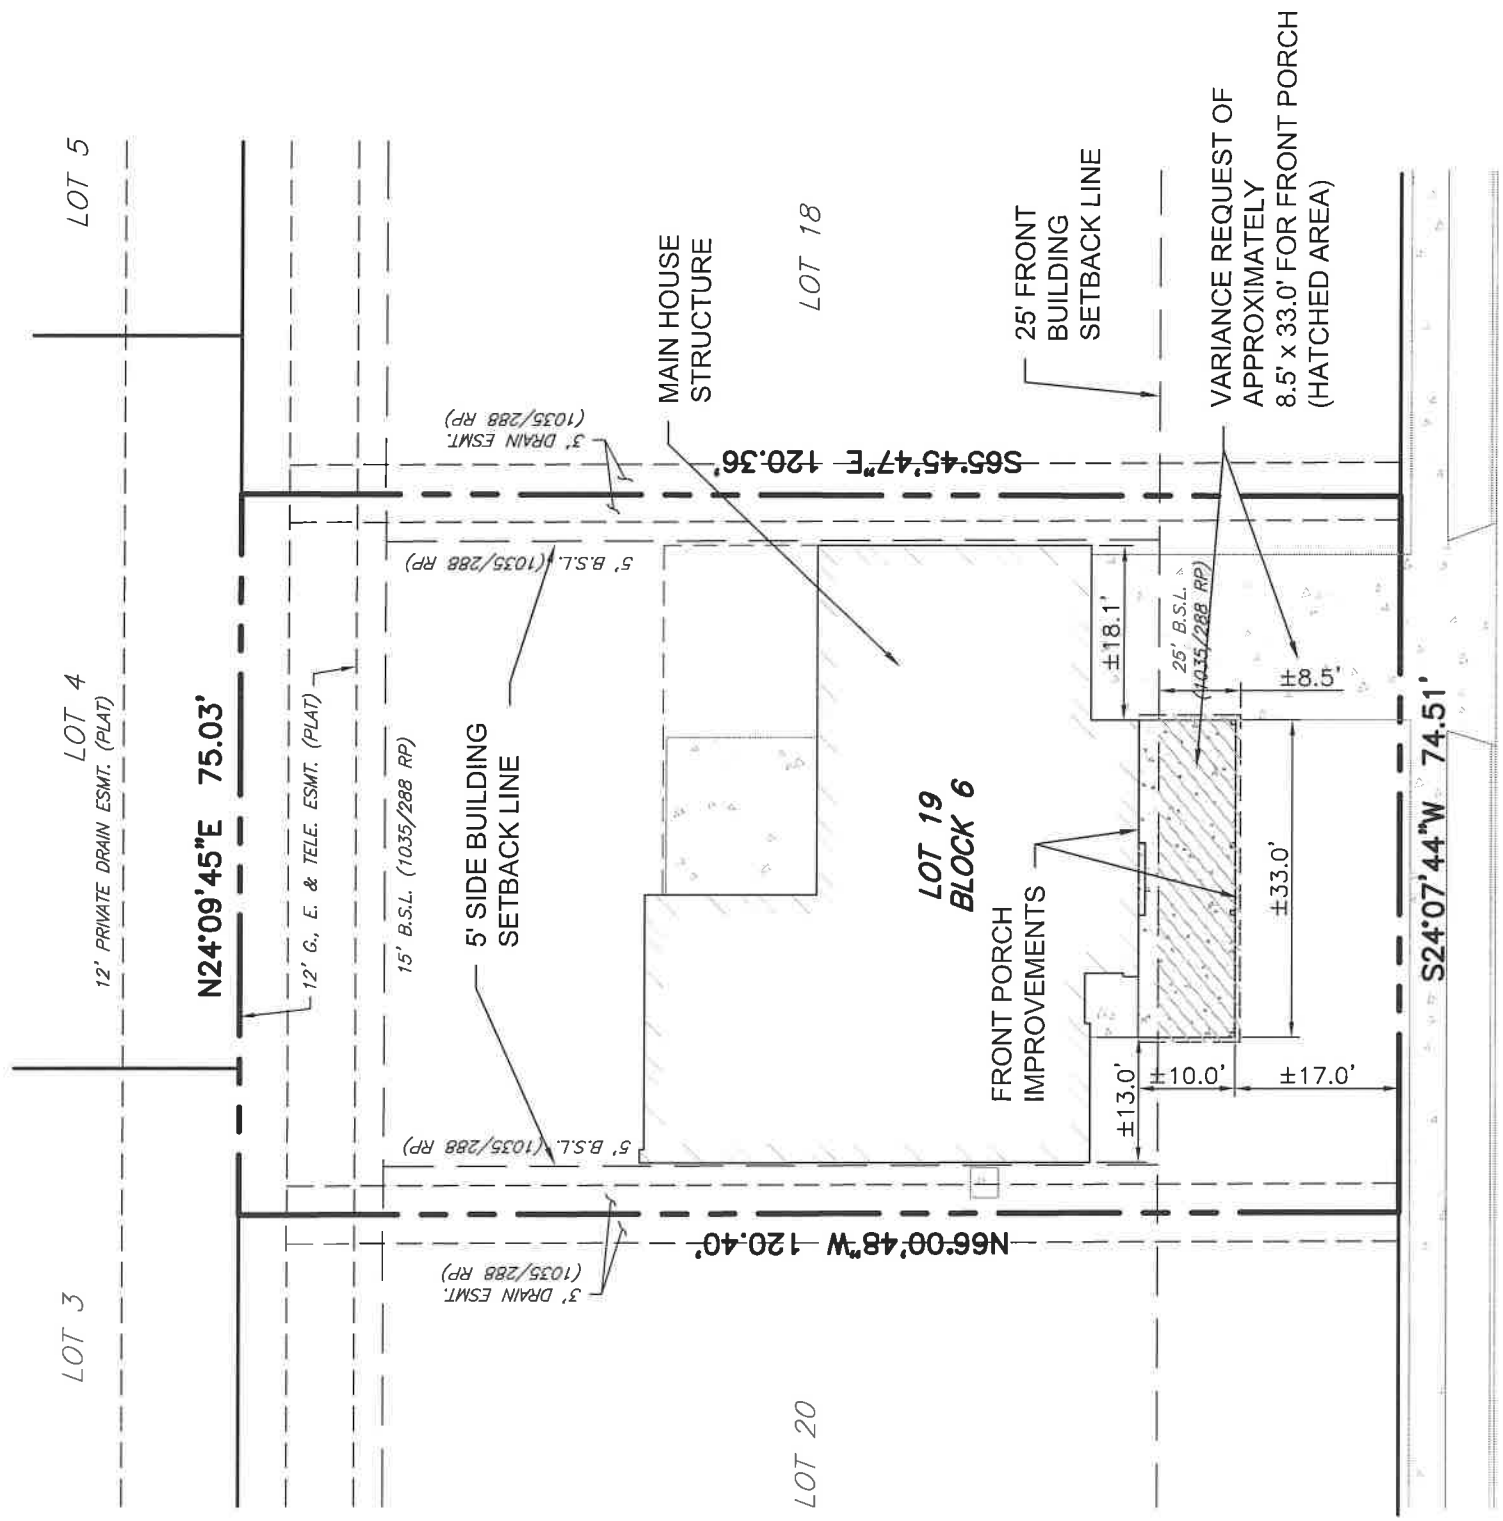 LOT 3
LOT 4
LOT 5
12' PRIVATE DRAIN ESMT. (PLAT)
N24°09'45"E 75.03'
12' G., E. & TELE. ESMT. (PLAT)
15' B.S.L. (1035/288 RP)
3' DRAIN ESMT.
(1035/288 RP)
3' DRAIN ESMT.
(1035/288 RP)
5' SIDE BUILDING
SETBACK LINE
5' B.S.L. (1035/288 RP)
5' B.S.L. (1035/288 RP)
N66°00'48"W 120.40'
S65°45'47"E 120.36'
MAIN HOUSE
STRUCTURE
LOT 20
LOT 18
LOT 19
BLOCK 6
FRONT PORCH
IMPROVEMENTS
25' FRONT
BUILDING
SETBACK LINE
±13.0'
±18.1'
25' B.S.L.
(1035/288 RP)
±10.0'
±17.0'
±33.0'
±8.5'
VARIANCE REQUEST OF
APPROXIMATELY
8.5' x 33.0' FOR FRONT PORCH
(HATCHED AREA)
S24°07'44"W 74.51'